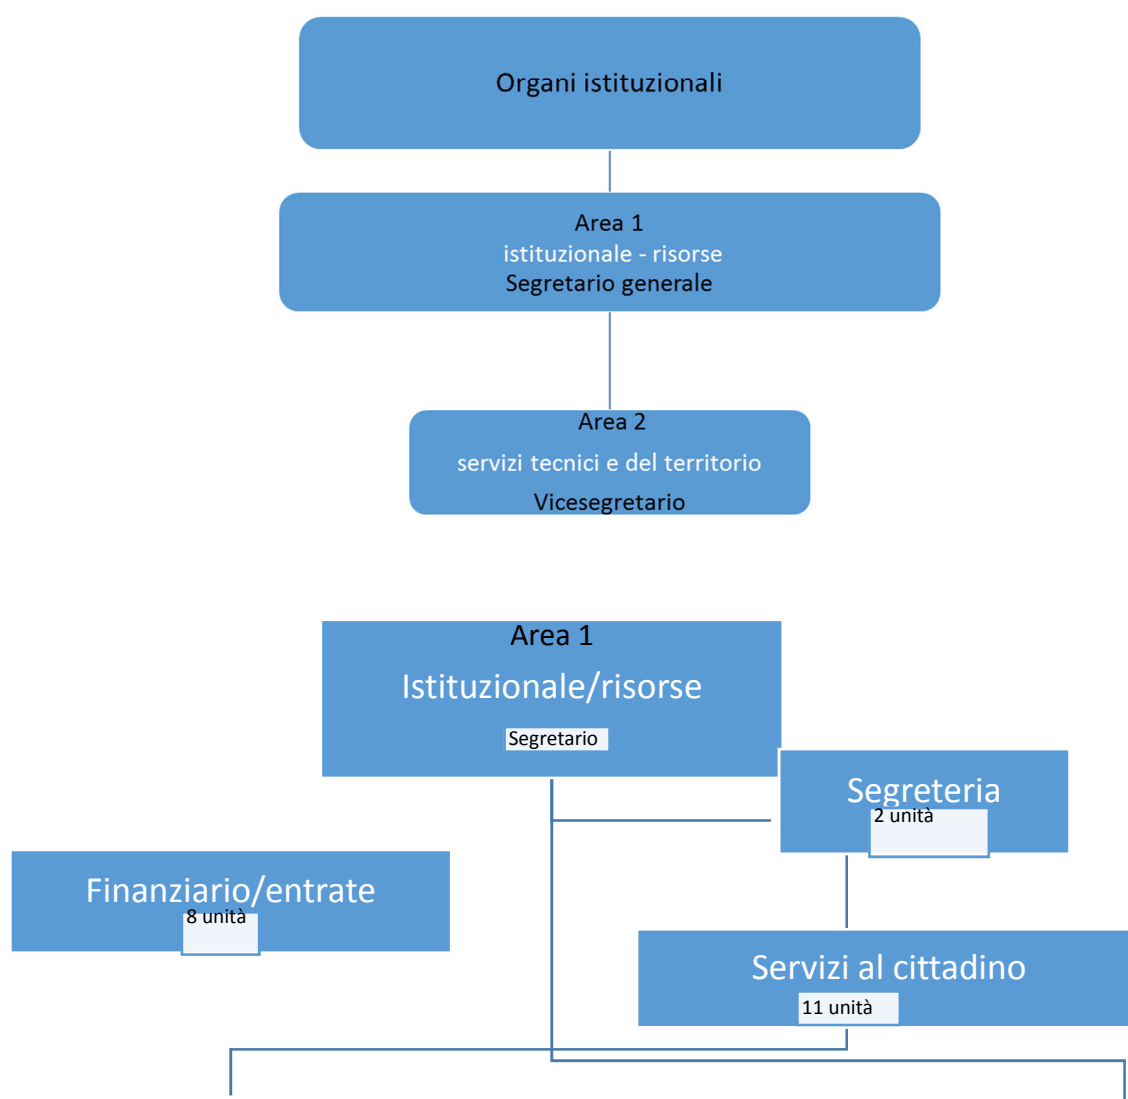 Organi istituzionali
Area 1
istituzionale - risorse
Segretario generale
Area 2
servizi tecnici e del territorio
Vicesegretario
Area 1
Istituzionale/risorse
Segretario
Segreteria
2 unità
Finanziario/entrate
8 unità
Servizi al cittadino
11 unità